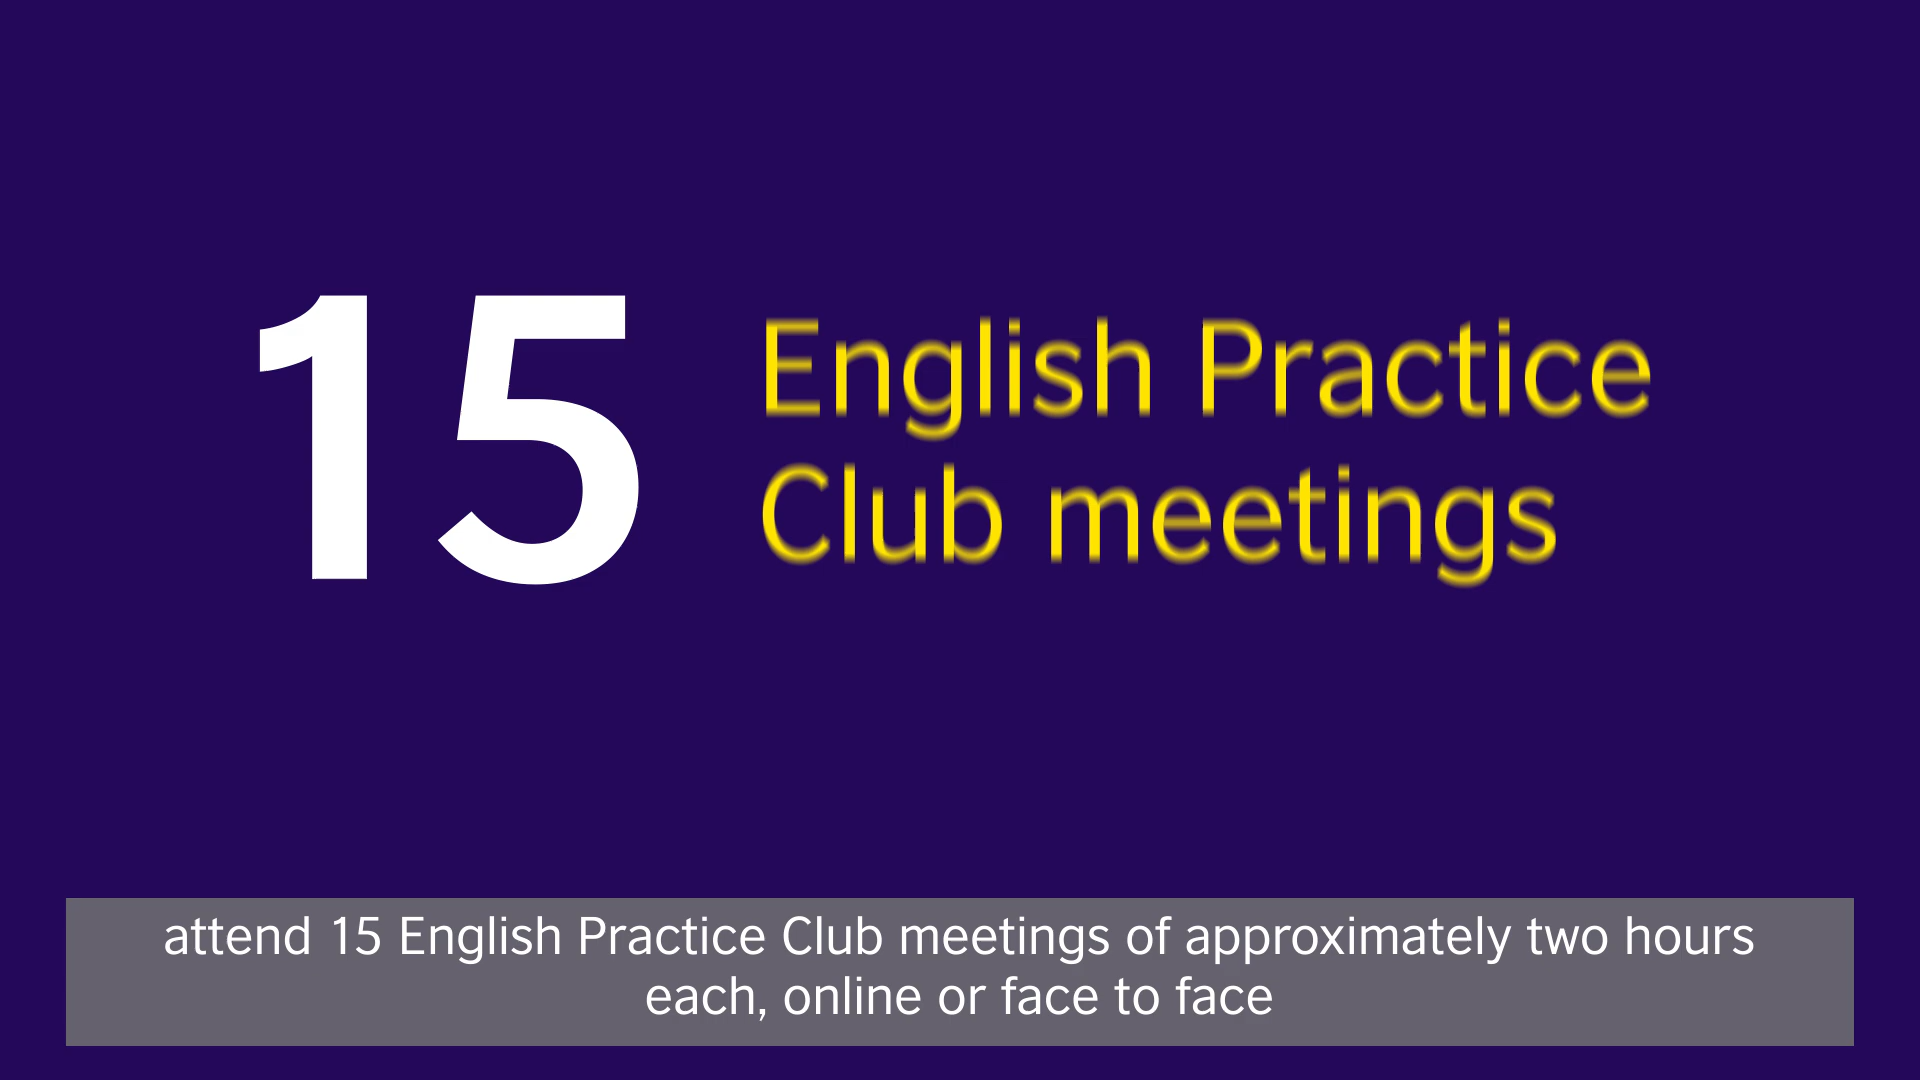 15
English Practice
Club meetings
attend 15 English Practice Club meetings of approximately two hours
each, online or face to face